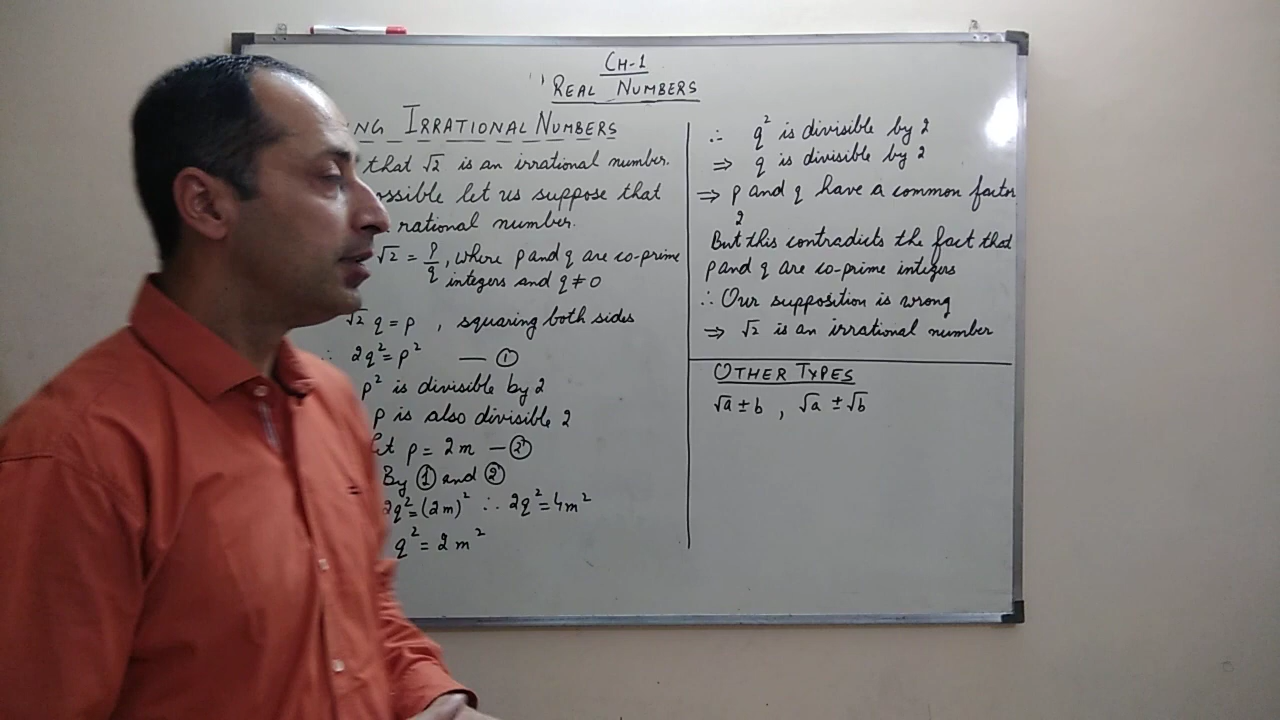 CH-1
REAL NUMBERS
IRRATIONAL NUMBERS
that √2 is an irrational number.
let us suppose that
rational number.
√2 = p/q, where p and q are co-prime
integers and q ≠ 0
√2 q = p , squaring both sides
∴ 2q² = p² — ①
p² is divisible by 2
p is also divisible 2
let p = 2m — ②
By ① and ②
2q² = (2m)² ∴ 2q² = 4m²
q² = 2m²
∴ q² is divisible by 2
⇒ q is divisible by 2
⇒ p and q have a common factor
2
But this contradicts the fact that
p and q are co-prime integers
∴ Our supposition is wrong
⇒ √2 is an irrational number
OTHER TYPES
√a ± b , √a ± √b